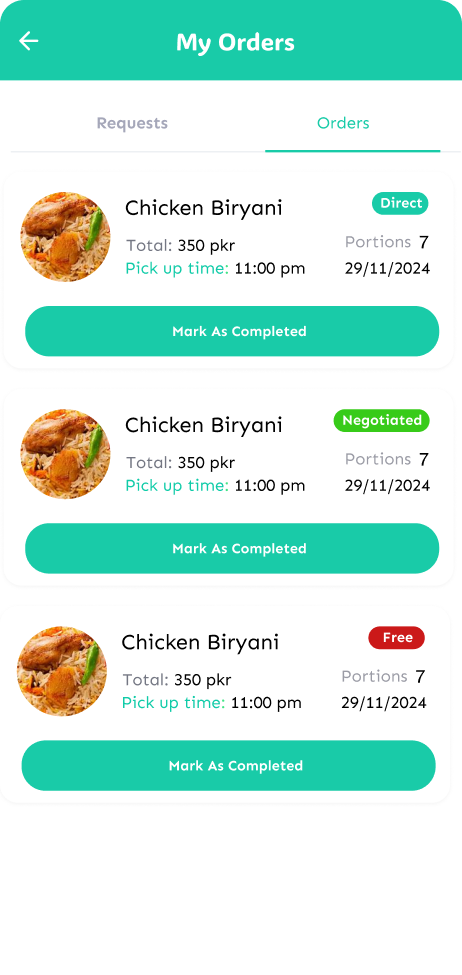 My Orders
Requests
Orders
Chicken Biryani
Direct
Total: 350 pkr
Portions 7
Pick up time: 11:00 pm
29/11/2024
Mark As Completed
Chicken Biryani
Negotiated
Total: 350 pkr
Portions 7
Pick up time: 11:00 pm
29/11/2024
Mark As Completed
Chicken Biryani
Free
Total: 350 pkr
Portions 7
Pick up time: 11:00 pm
29/11/2024
Mark As Completed